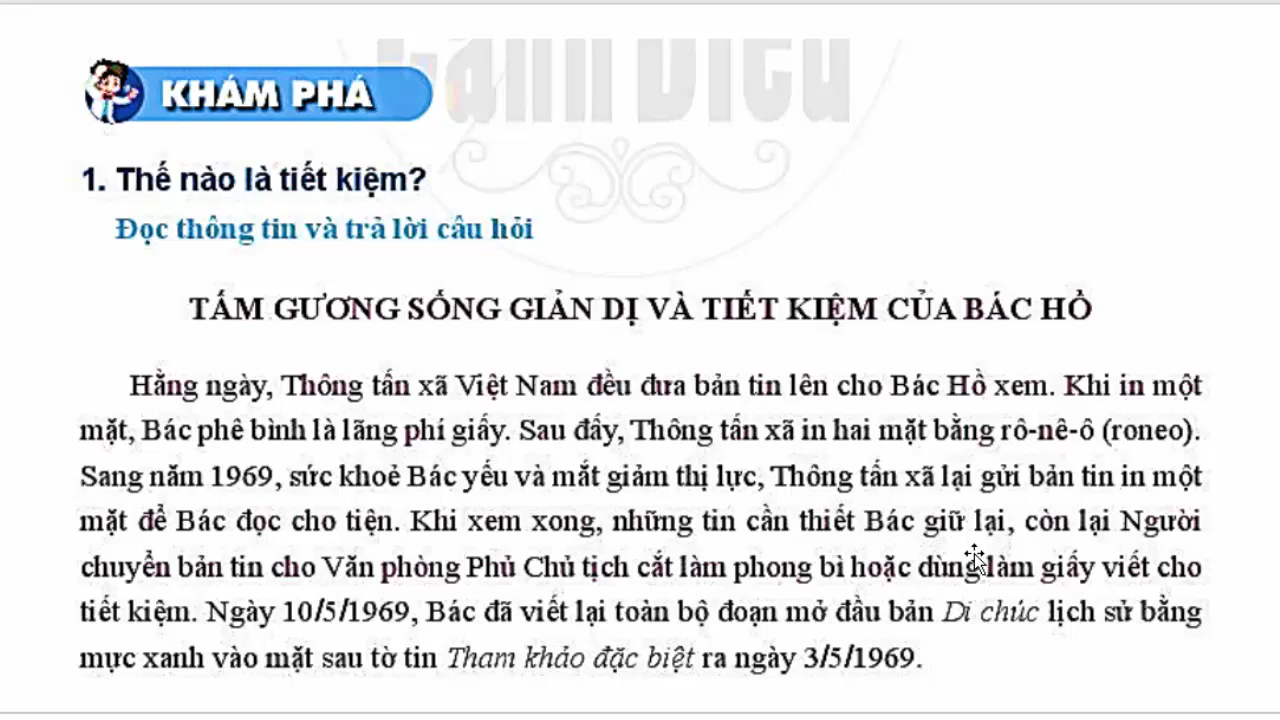 KHÁM PHÁ
1. Thế nào là tiết kiệm?
Đọc thông tin và trả lời câu hỏi
TẤM GƯƠNG SỐNG GIẢN DỊ VÀ TIẾT KIỆM CỦA BÁC HỒ
Hằng ngày, Thông tấn xã Việt Nam đều đưa bản tin lên cho Bác Hồ xem. Khi in một
mặt, Bác phê bình là lãng phí giấy. Sau đấy, Thông tấn xã in hai mặt bằng rô-nê-ô (roneo).
Sang năm 1969, sức khoẻ Bác yếu và mắt giảm thị lực, Thông tấn xã lại gửi bản tin in một
mặt để Bác đọc cho tiện. Khi xem xong, những tin cần thiết Bác giữ lại, còn lại Người
chuyển bản tin cho Văn phòng Phủ Chủ tịch cắt làm phong bì hoặc dùng làm giấy viết cho
tiết kiệm. Ngày 10/5/1969, Bác đã viết lại toàn bộ đoạn mở đầu bản Di chúc lịch sử bằng
mực xanh vào mặt sau tờ tin Tham khảo đặc biệt ra ngày 3/5/1969.